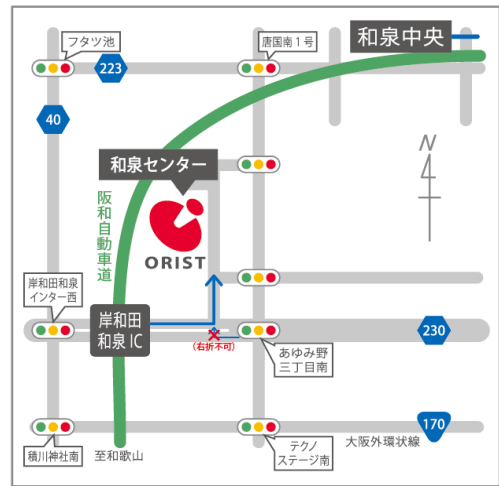 フタツ池
223
唐国南1号
和泉中央
40
和泉センター
N
阪和自動車道
ORIST
岸和田和泉
インター西
岸和田
和泉IC
(右折不可)
あゆみ野
三丁目南
230
積川神社南
至和歌山
テクノ
ステージ南
大阪外環状線
170